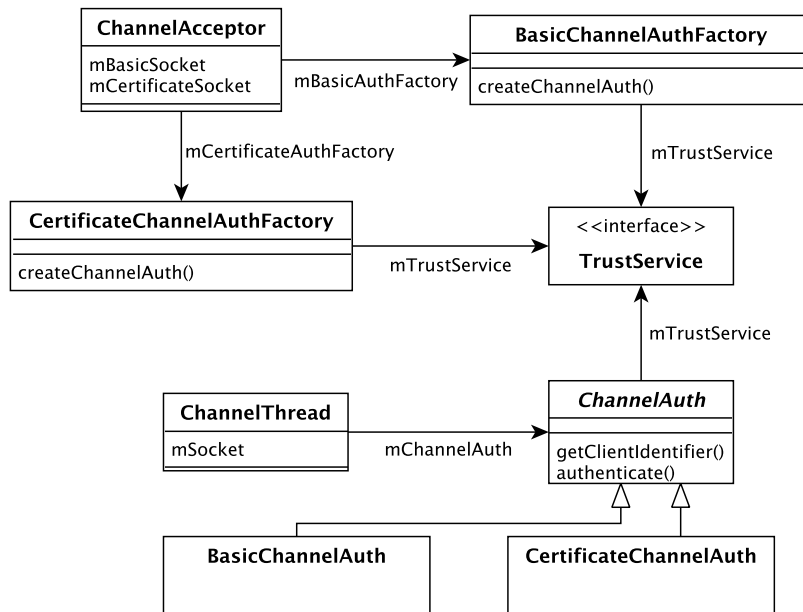 ChannelAcceptor
mBasicSocket
mCertificateSocket
mBasicAuthFactory
BasicChannelAuthFactory
createChannelAuth()
mCertificateAuthFactory
mTrustService
CertificateChannelAuthFactory
createChannelAuth()
mTrustService
<<interface>>
TrustService
mTrustService
ChannelThread
mSocket
mChannelAuth
ChannelAuth
getClientIdentifier()
authenticate()
BasicChannelAuth
CertificateChannelAuth